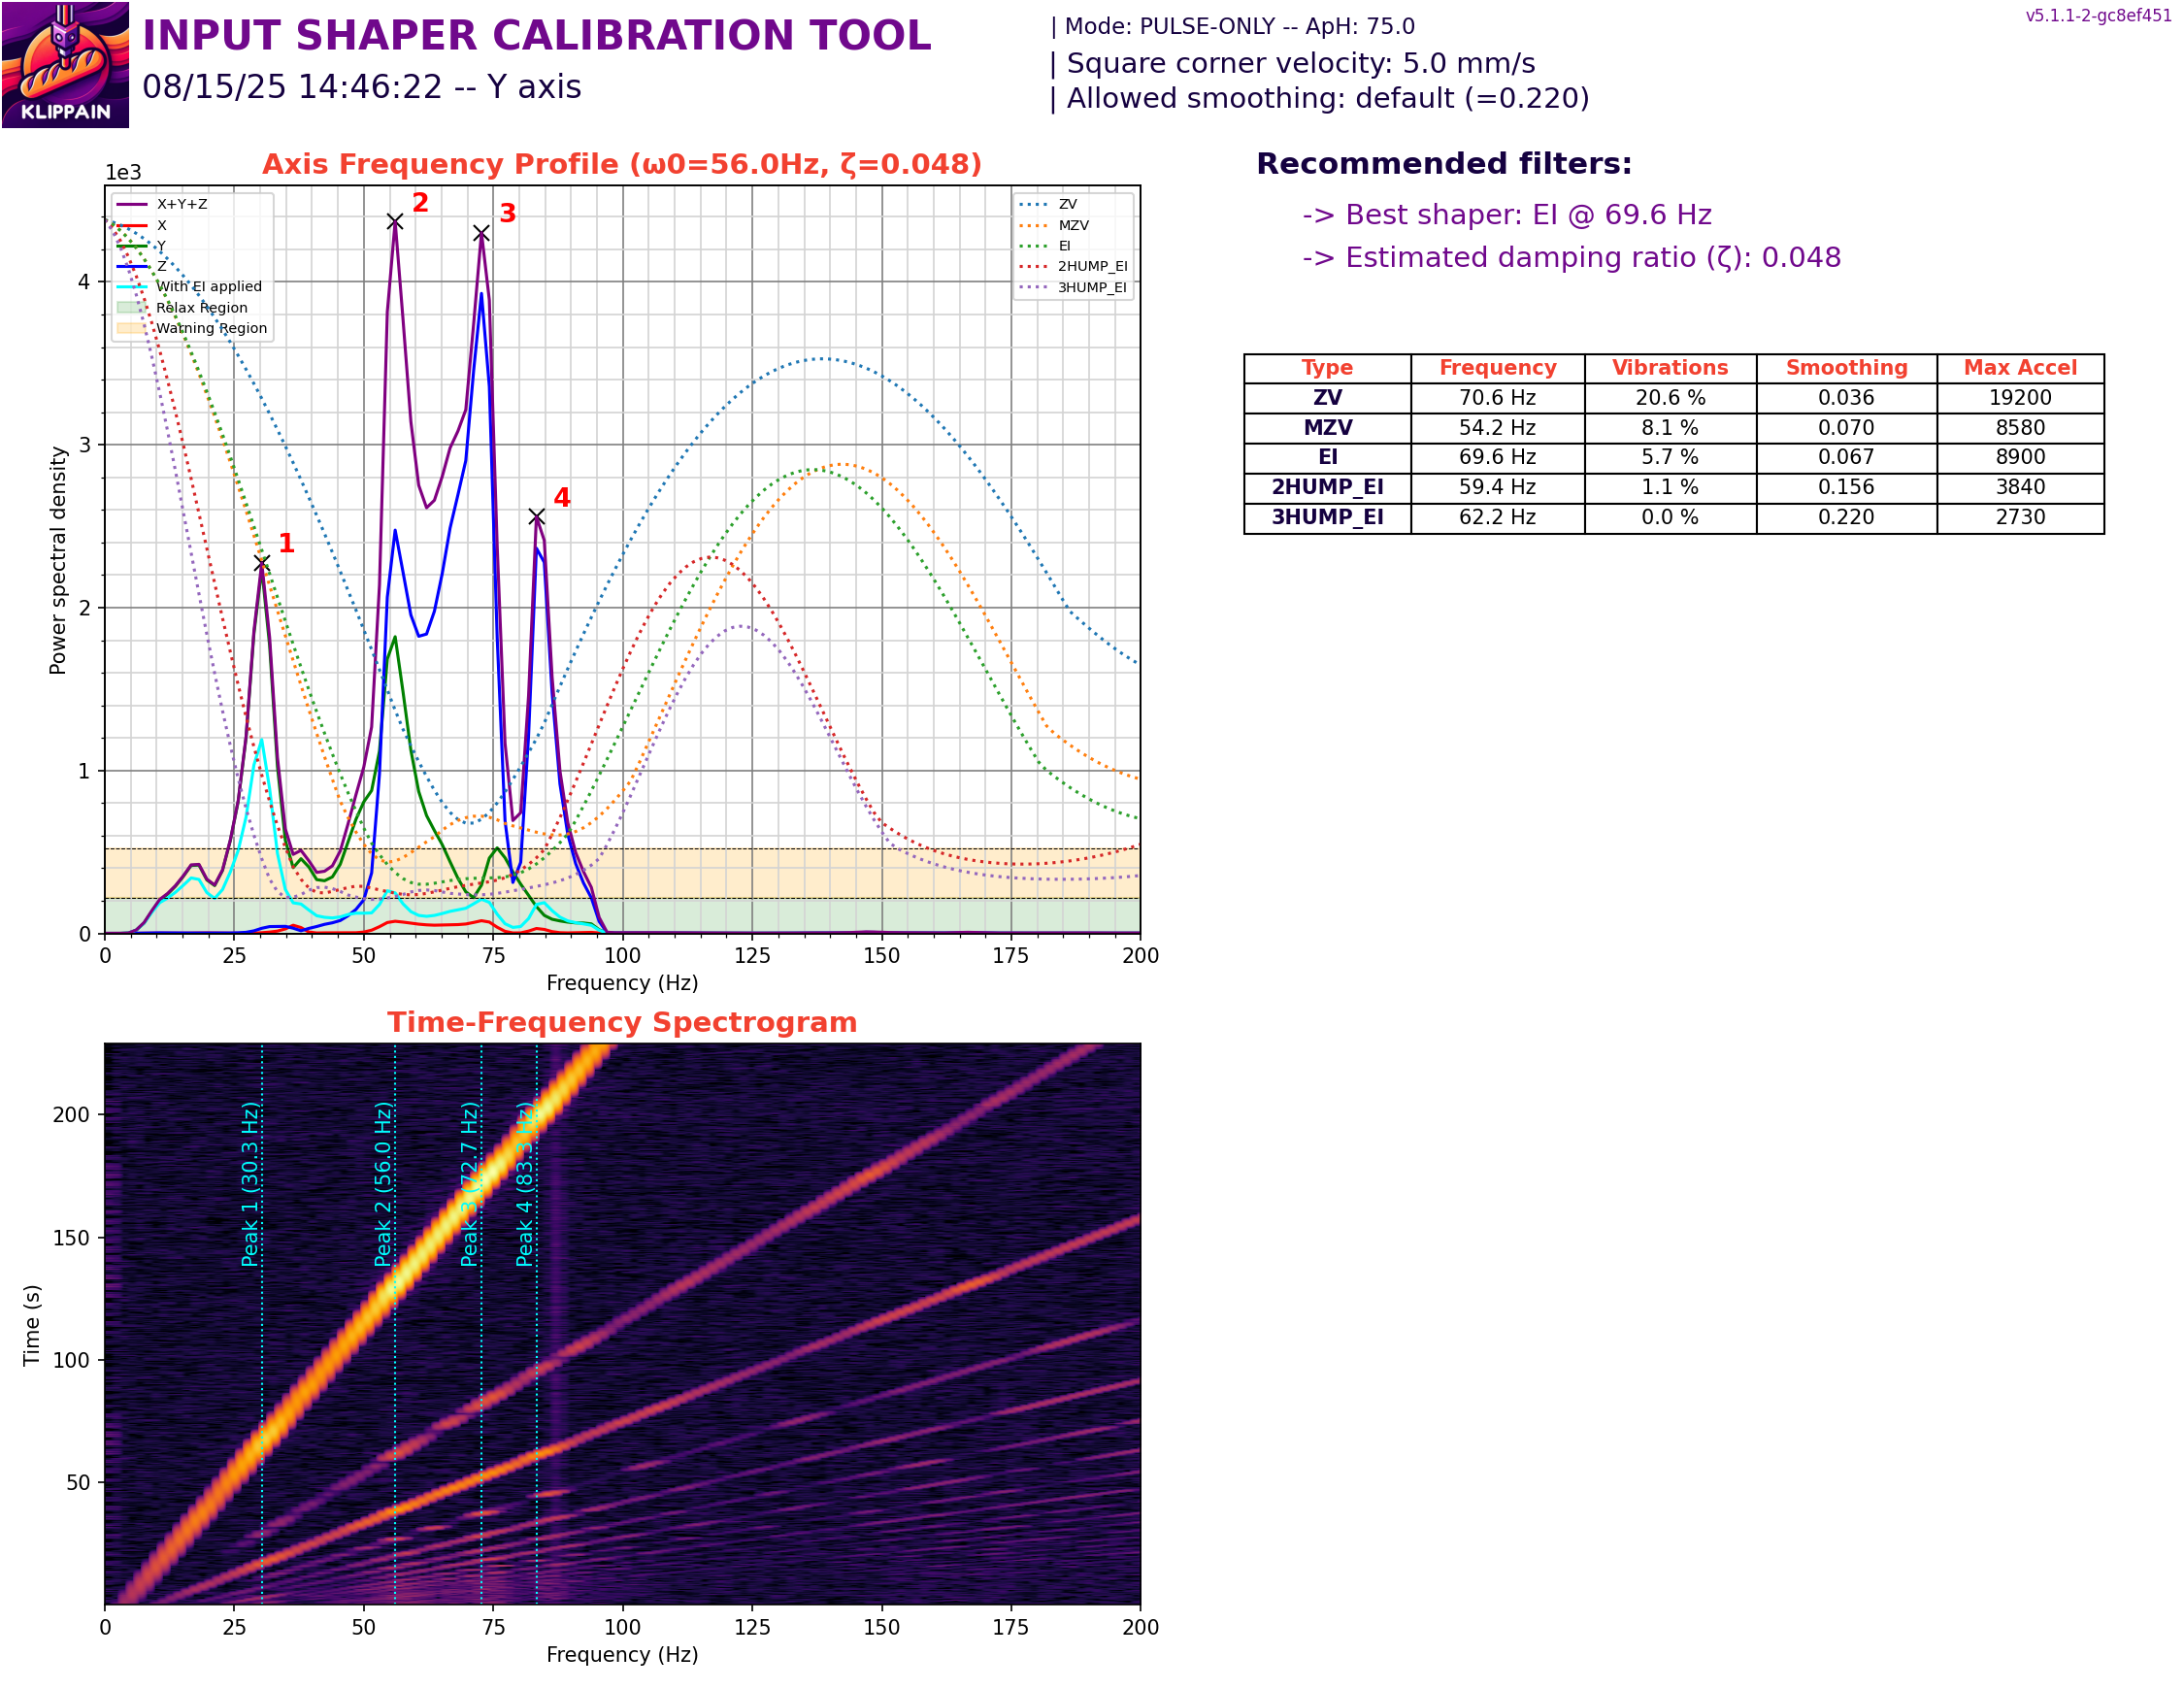 KLIPPAIN
INPUT SHAPER CALIBRATION TOOL
08/15/25 14:46:22 -- Y axis
| Mode: PULSE-ONLY -- ApH: 75.0
| Square corner velocity: 5.0 mm/s
| Allowed smoothing: default (=0.220)
v5.1.1-2-gc8ef451
Axis Frequency Profile (ω0=56.0Hz, ζ=0.048)
1e3
X+Y+Z
X
Y
Z
With EI applied
Relax Region
Warning Region
ZV
MZV
EI
2HUMP_EI
3HUMP_EI
1
2
3
4
Power spectral density
4
3
2
1
0
0 25 50 75 100 125 150 175 200
Frequency (Hz)
Recommended filters:
-> Best shaper: EI @ 69.6 Hz
-> Estimated damping ratio (ζ): 0.048
Type Frequency Vibrations Smoothing Max Accel
ZV 70.6 Hz 20.6 % 0.036 19200
MZV 54.2 Hz 8.1 % 0.070 8580
EI 69.6 Hz 5.7 % 0.067 8900
2HUMP_EI 59.4 Hz 1.1 % 0.156 3840
3HUMP_EI 62.2 Hz 0.0 % 0.220 2730
Time-Frequency Spectrogram
Peak 1 (30.3 Hz)
Peak 2 (56.0 Hz)
Peak 3 (72.7 Hz)
Peak 4 (83.3 Hz)
Time (s)
200
150
100
50
0 25 50 75 100 125 150 175 200
Frequency (Hz)